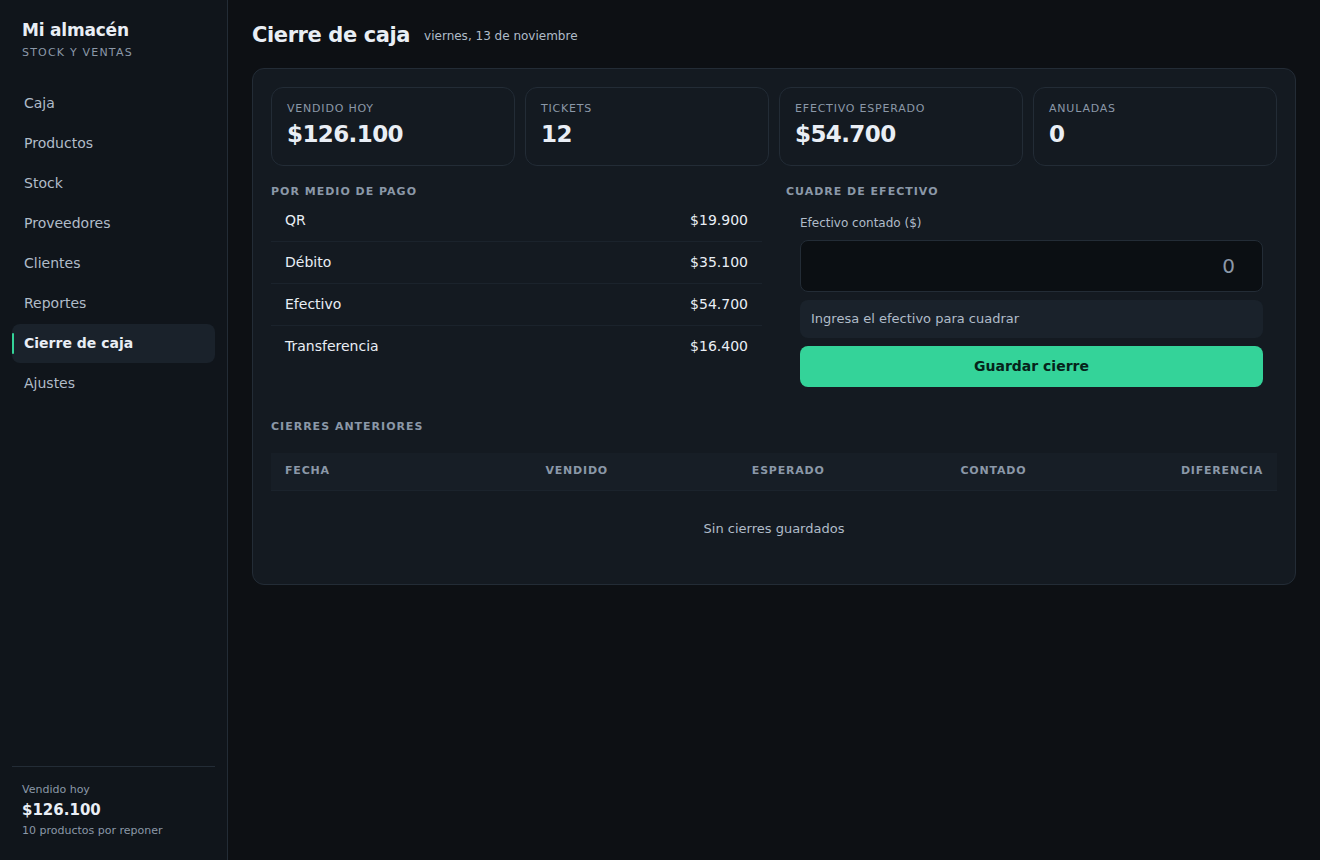 Mi almacén
STOCK Y VENTAS
Caja
Productos
Stock
Proveedores
Clientes
Reportes
Cierre de caja
Ajustes
Vendido hoy
$126.100
10 productos por reponer
Cierre de caja viernes, 13 de noviembre
VENDIDO HOY
$126.100
TICKETS
12
EFECTIVO ESPERADO
$54.700
ANULADAS
0
POR MEDIO DE PAGO
QR $19.900
Débito $35.100
Efectivo $54.700
Transferencia $16.400
CUADRE DE EFECTIVO
Efectivo contado ($)
0
Ingresa el efectivo para cuadrar
Guardar cierre
CIERRES ANTERIORES
FECHA VENDIDO ESPERADO CONTADO DIFERENCIA
Sin cierres guardados